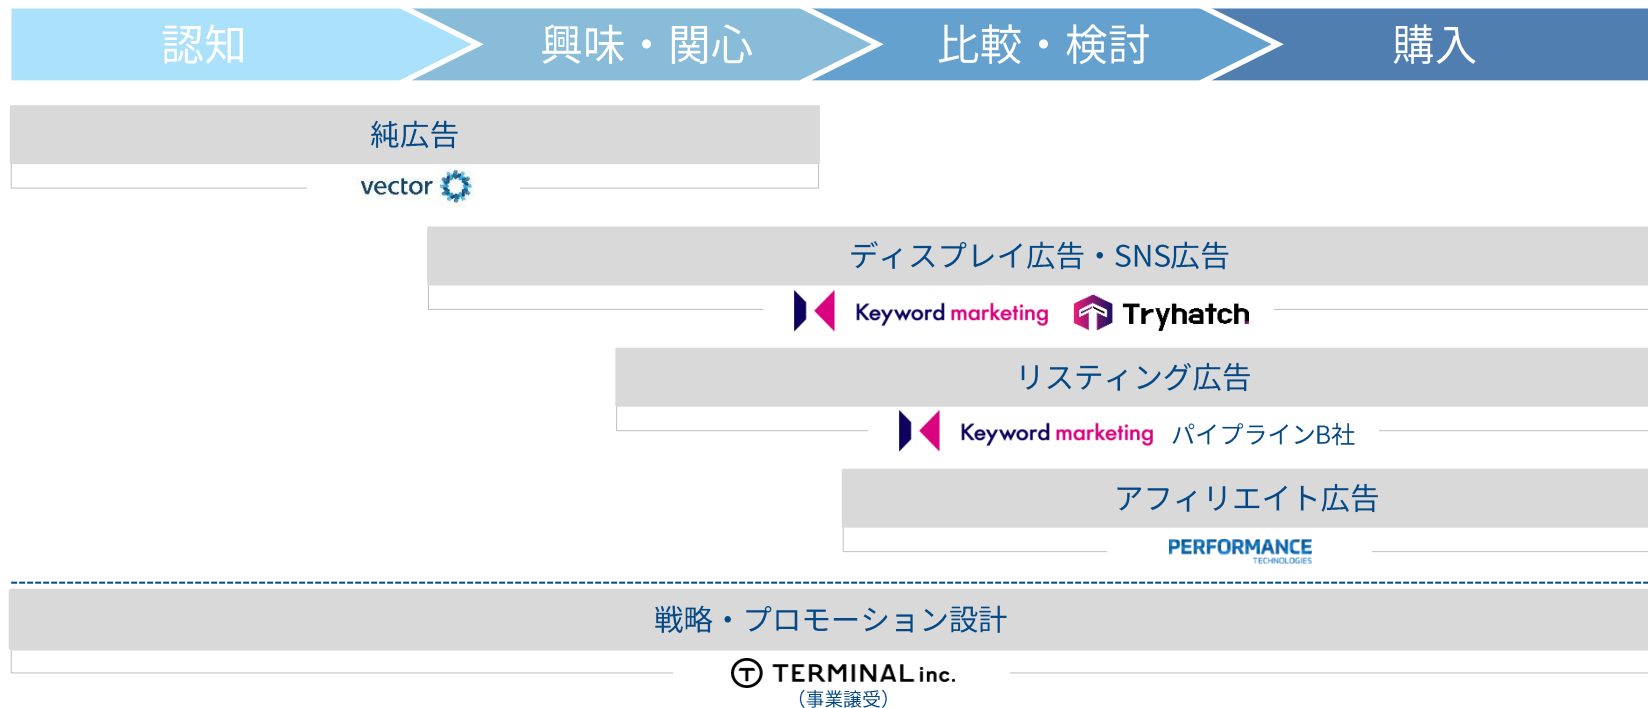 認知 興味・関心 比較・検討 購入
純広告
vector
ディスプレイ広告・SNS広告
Keyword marketing Tryhatch
リスティング広告
Keyword marketing パイプラインB社
アフィリエイト広告
PERFORMANCE
TECHNOLOGIES
戦略・プロモーション設計
TERMINAL inc.
（事業譲受）